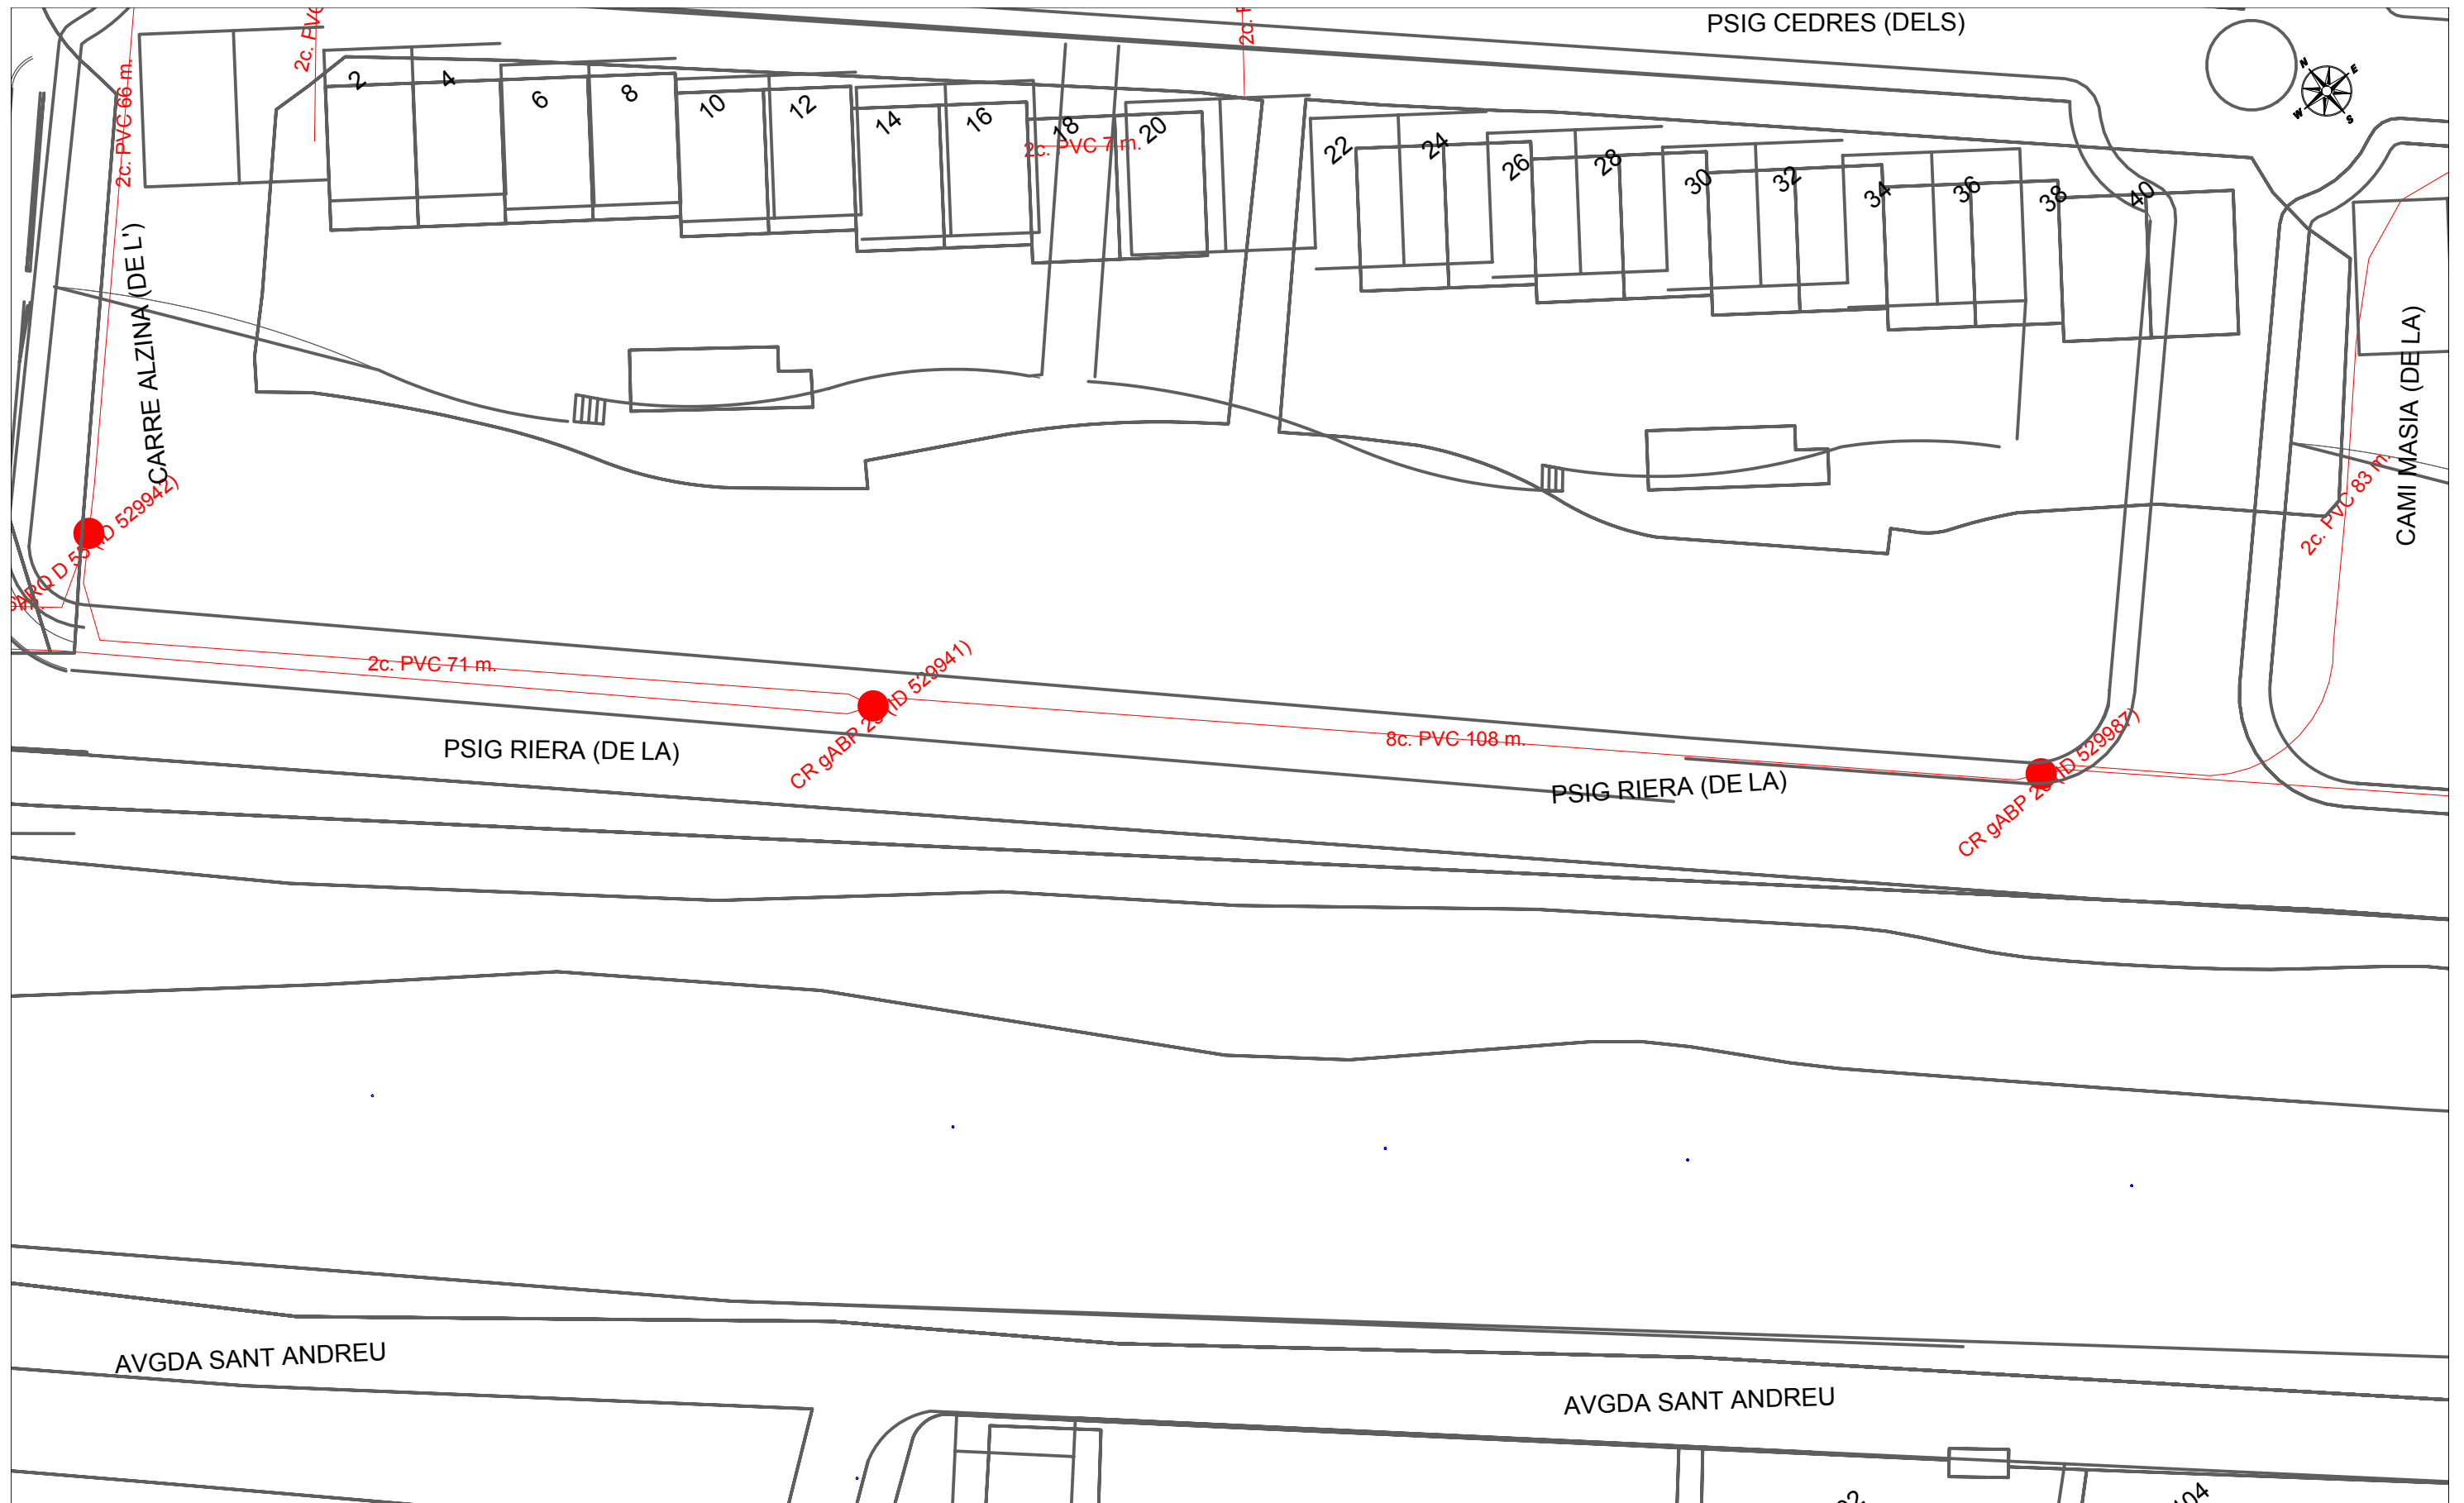 PSIG CEDRES (DELS)
2c. PVC 66 m.
N
E
W
S
2
4
6
8
10
12
14
16
18
20
2c. PVC 7 m.
22
24
26
28
30
32
34
36
38
40
CARRE ALZINA (DE L')
CAMI MASIA (DE LA)
2c. PVC 83 m.
2c. PVC 71 m.
PSIG RIERA (DE LA)
8c. PVC 108 m.
PSIG RIERA (DE LA)
AVGDA SANT ANDREU
AVGDA SANT ANDREU